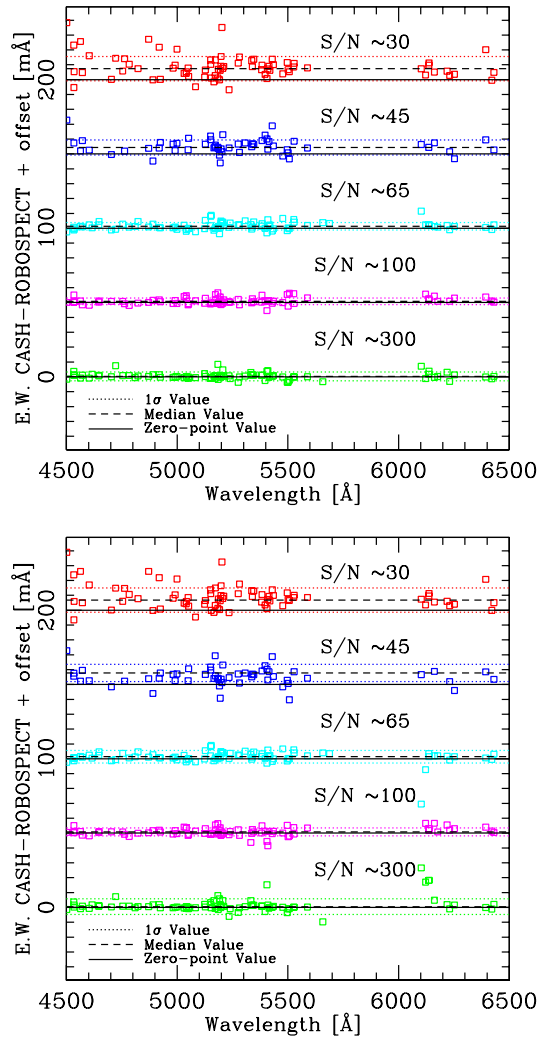 E.W. CASH-ROBOSPECT + offset [mÅ]
200
100
0
S/N ~30
S/N ~45
S/N ~65
S/N ~100
S/N ~300
1σ Value
Median Value
Zero-point Value
4500 5000 5500 6000 6500
Wavelength [Å]
E.W. CASH-ROBOSPECT + offset [mÅ]
200
100
0
S/N ~30
S/N ~45
S/N ~65
S/N ~100
S/N ~300
1σ Value
Median Value
Zero-point Value
4500 5000 5500 6000 6500
Wavelength [Å]